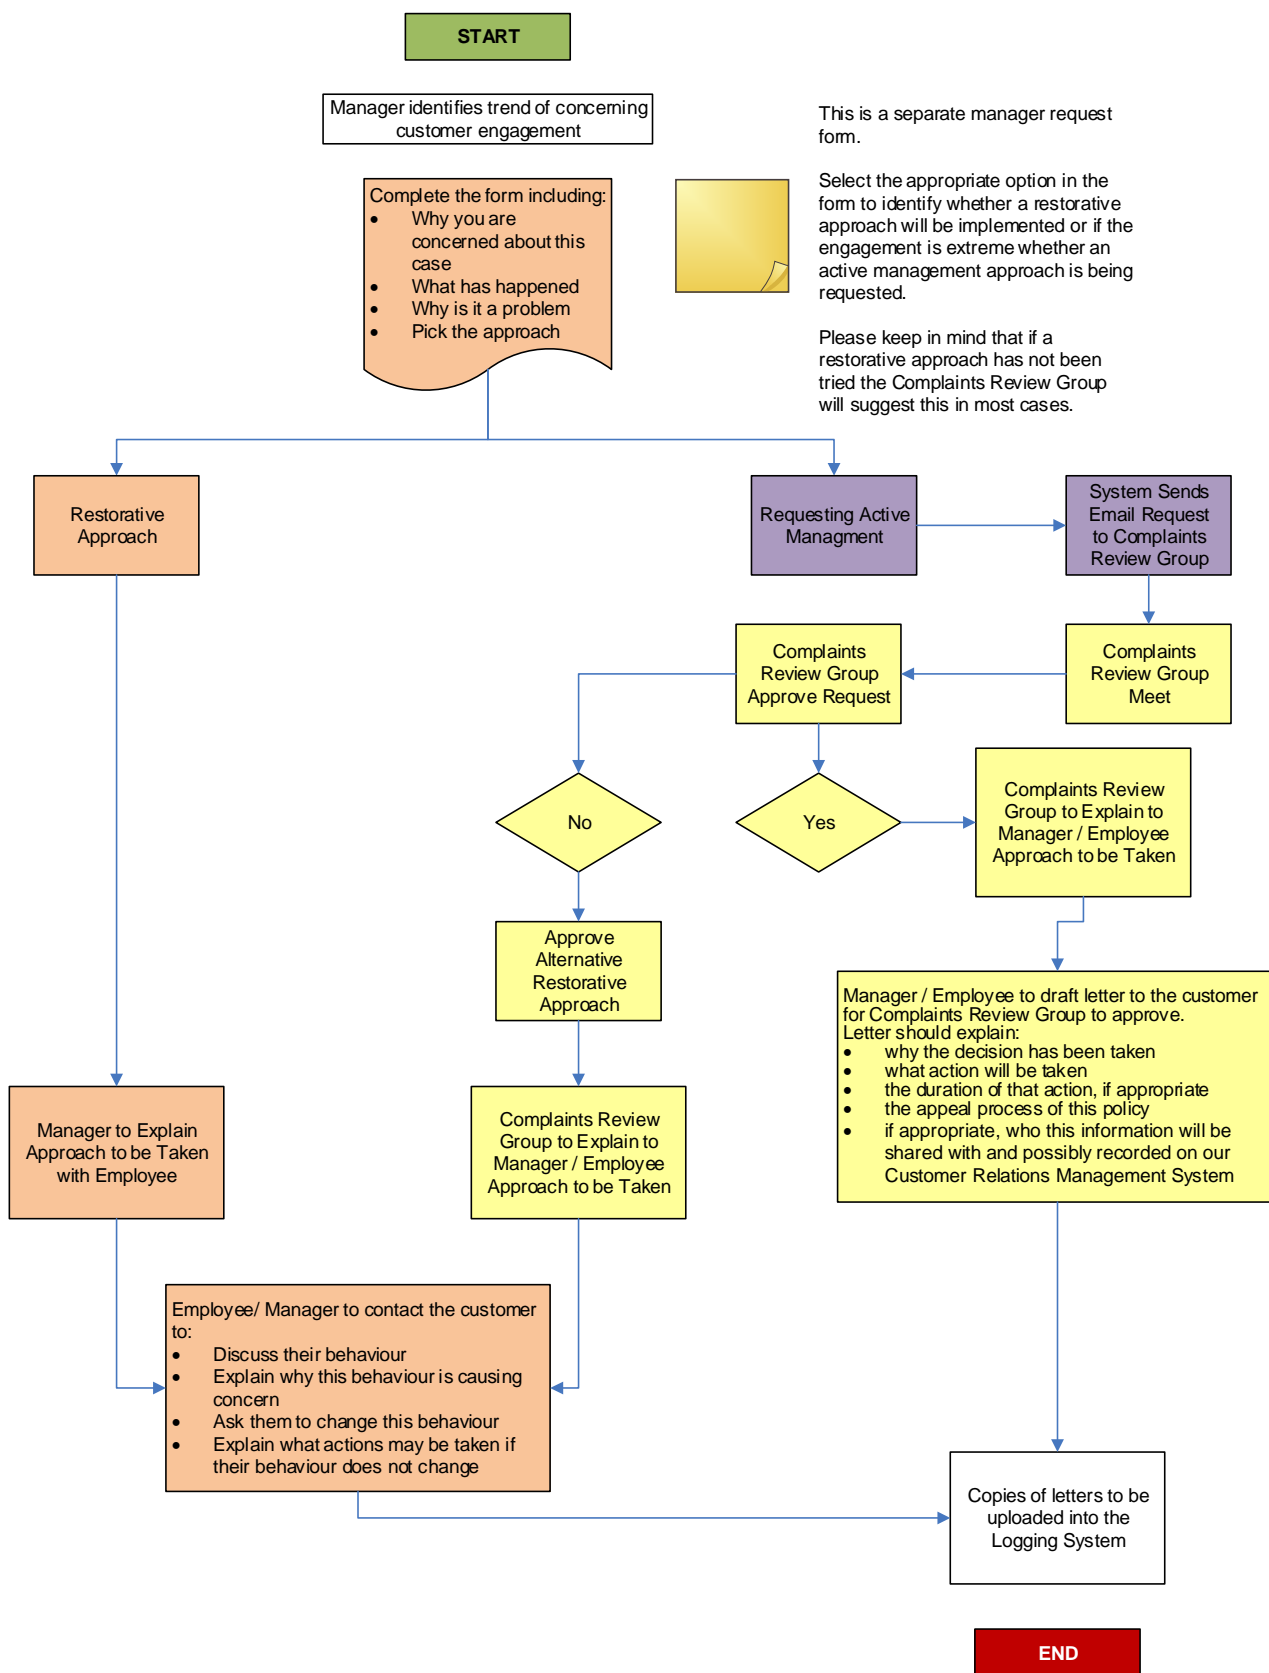 START
Manager identifies trend of concerning
customer engagement
This is a separate manager request
form.
Select the appropriate option in the
form to identify whether a restorative
approach will be implemented or if the
engagement is extreme whether an
active management approach is being
requested.
Please keep in mind that if a
restorative approach has not been
tried the Complaints Review Group
will suggest this in most cases.
Complete the form including:
• Why you are
concerned about this
case
• What has happened
• Why is it a problem
• Pick the approach
Restorative
Approach
Requesting Active
Managment
System Sends
Email Request
to Complaints
Review Group
Complaints
Review Group
Approve Request
Complaints
Review Group
Meet
No
Yes
Complaints Review
Group to Explain to
Manager / Employee
Approach to be Taken
Approve
Alternative
Restorative
Approach
Manager / Employee to draft letter to the customer
for Complaints Review Group to approve.
Letter should explain:
• why the decision has been taken
• what action will be taken
• the duration of that action, if appropriate
• the appeal process of this policy
• if appropriate, who this information will be
shared with and possibly recorded on our
Customer Relations Management System
Manager to Explain
Approach to be Taken
with Employee
Complaints Review
Group to Explain to
Manager / Employee
Approach to be Taken
Employee/ Manager to contact the customer
to:
• Discuss their behaviour
• Explain why this behaviour is causing
concern
• Ask them to change this behaviour
• Explain what actions may be taken if
their behaviour does not change
Copies of letters to be
uploaded into the
Logging System
END